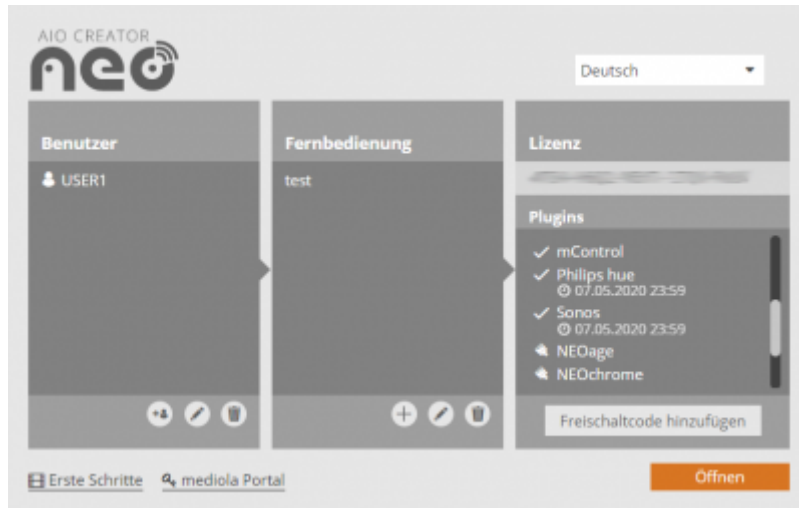 AIO CREATOR
neo
Deutsch
Benutzer
USER1
Fernbedienung
test
Lizenz
Plugins
mControl
Philips hue
07.05.2020 23:59
Sonos
07.05.2020 23:59
NEOage
NEOchrome
Freischaltcode hinzufügen
Erste Schritte
mediola Portal
Öffnen